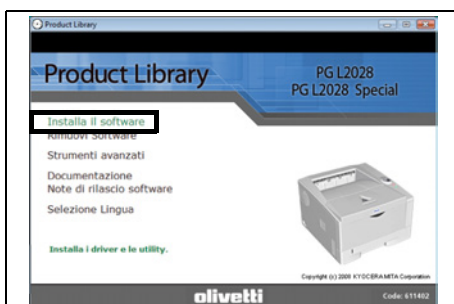 Product Library
Product Library
PG L2028
PG L2028 Special
Installa il software
Rimuovi Software
Strumenti avanzati
Documentazione
Note di rilascio software
Selezione Lingua
Installa i driver e le utility.
Copyright (c) 2008 KYOCERA MITA Corporation
olivetti
Code: 611402